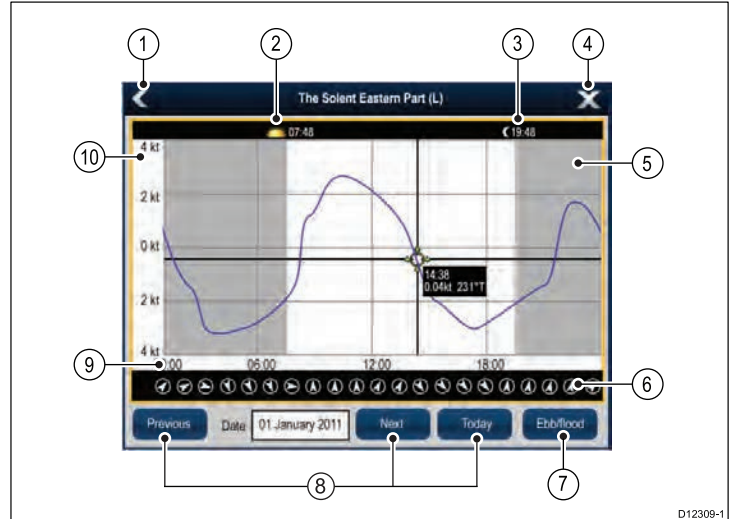 1
2
3
4
The Solent Eastern Part (L)
07:48
19:48
10
4 kt
5
2 kt
0 kt
14:38
0.04kt 231°T
2 kt
4 kt
9
:00
06:00
12:00
18:00
6
Previous
Date
01 January 2011
Next
Today
Ebb/flood
8
7
D12309-1